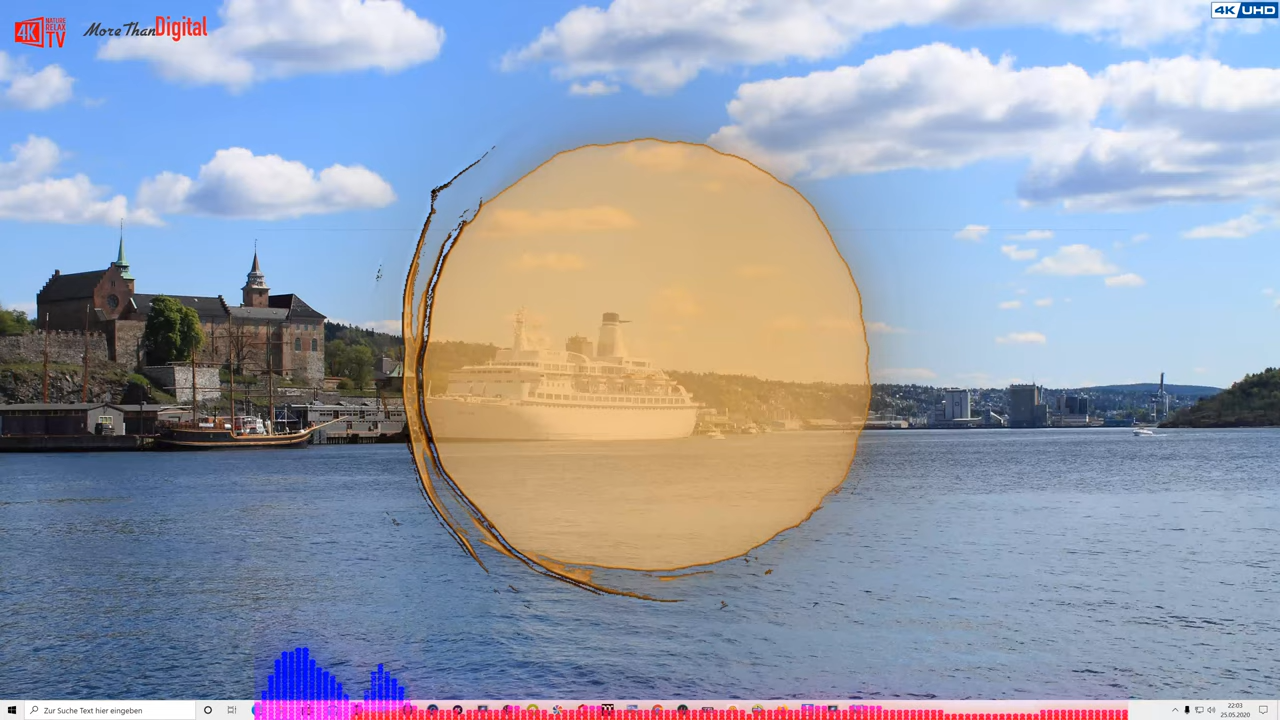 4K NATURE RELAX TV
More Than Digital
4K UHD
Zur Suche Text hier eingeben
22:03
25.05.2020